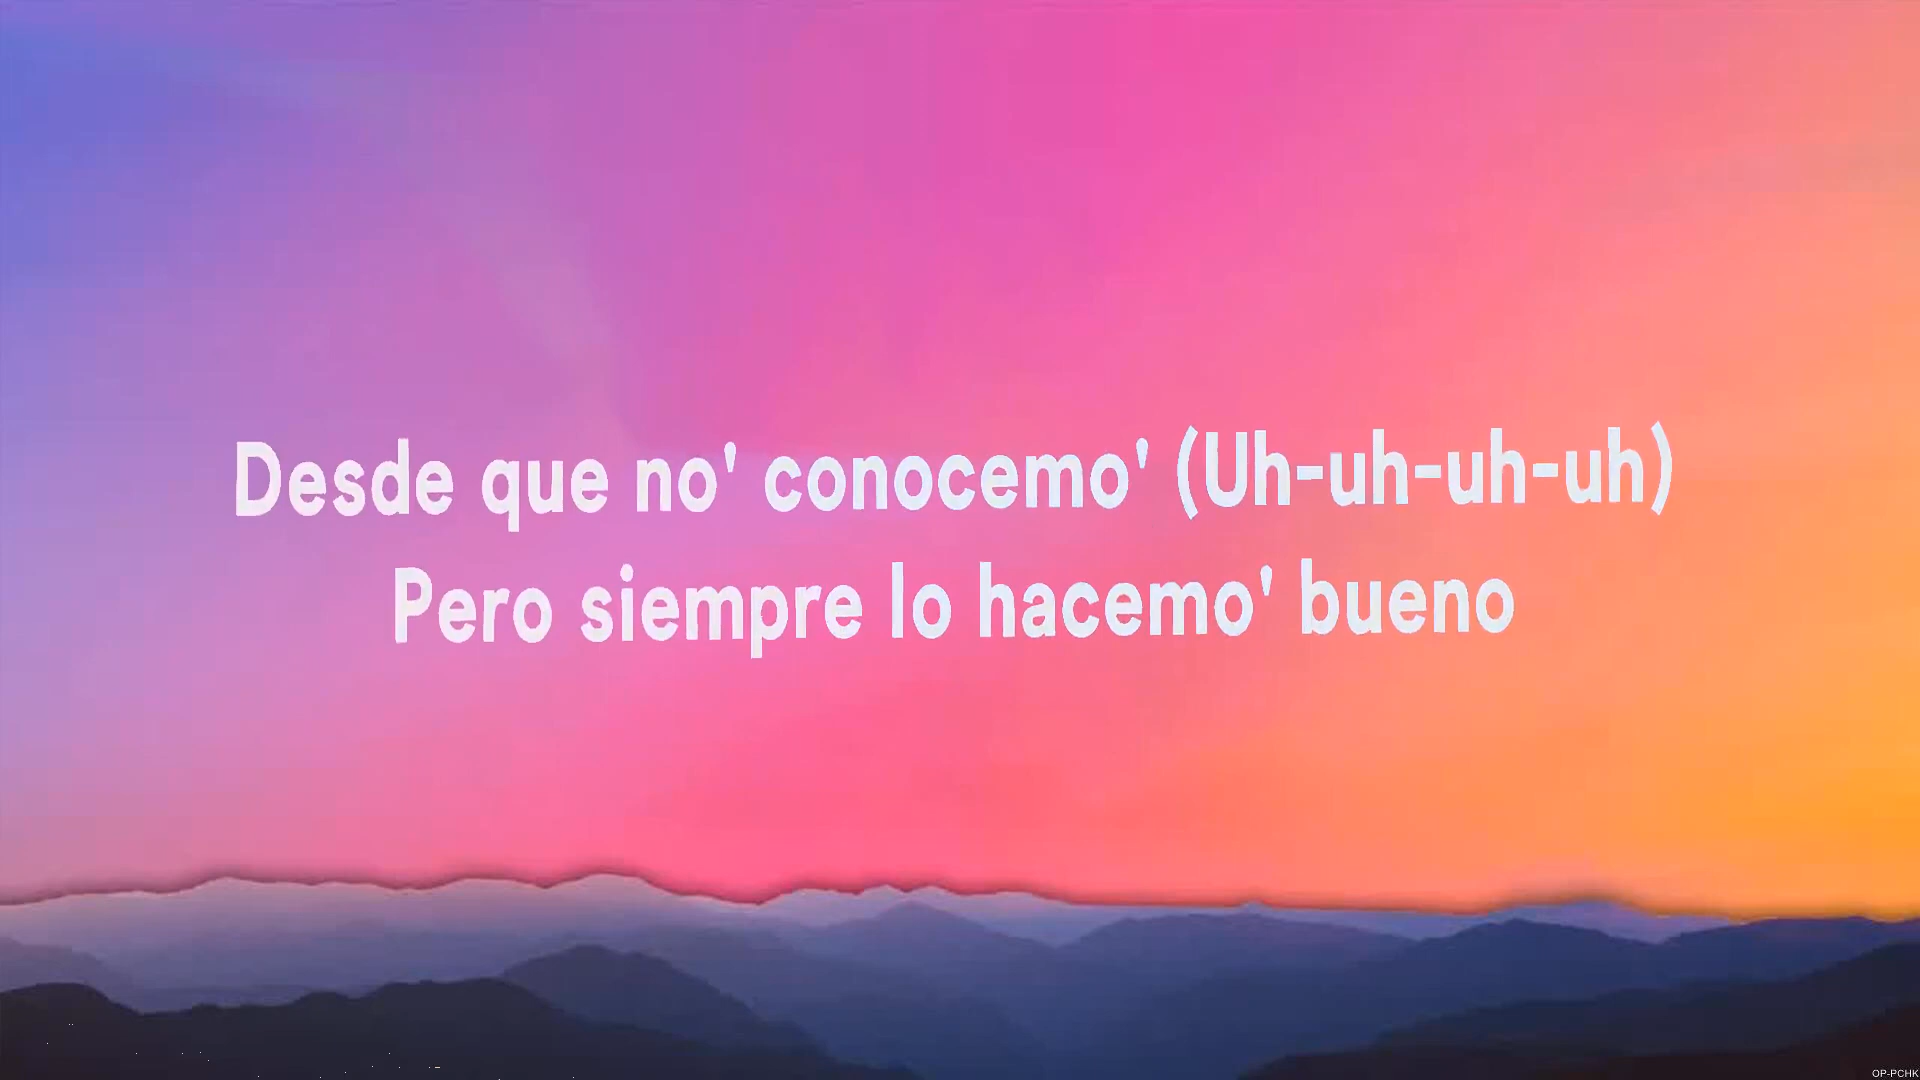 Desde que no' conocemo' (Uh-uh-uh-uh)
Pero siempre lo hacemo' bueno
OP-PCHK